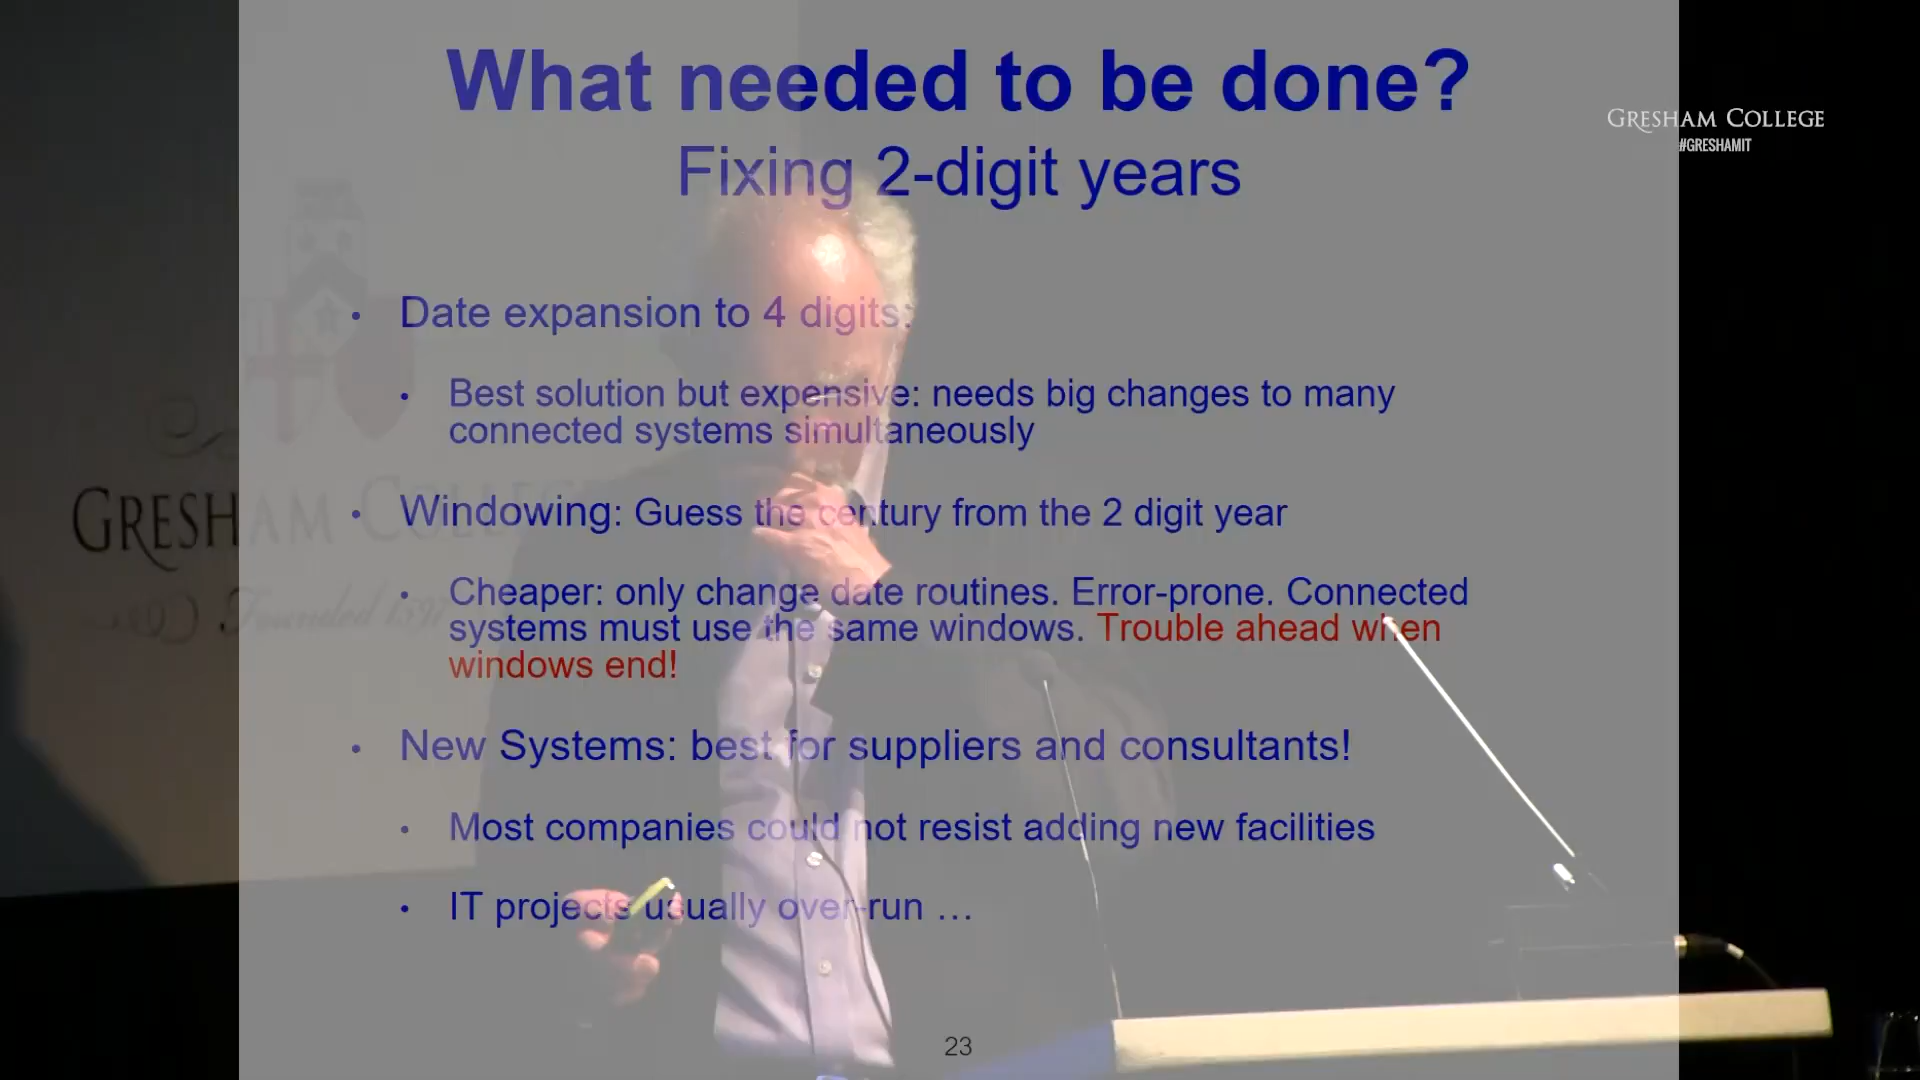 What needed to be done?
Fixing 2-digit years
GRESHAM COLLEGE
#GRESHAMIT
• Date expansion to 4 digits:
• Best solution but expensive: needs big changes to many
connected systems simultaneously
• Windowing: Guess the century from the 2 digit year
• Cheaper: only change date routines. Error-prone. Connected
systems must use the same windows. Trouble ahead when
windows end!
• New Systems: best for suppliers and consultants!
• Most companies could not resist adding new facilities
• IT projects usually over-run …
23
GRESHAM COLLEGE
Founded 1597